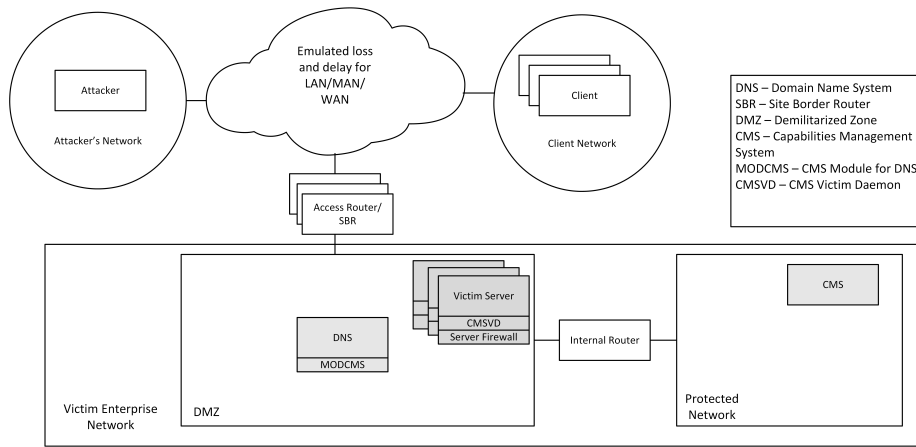 Attacker
Attacker's Network
Emulated loss
and delay for
LAN/MAN/
WAN
Client
Client Network
DNS – Domain Name System
SBR – Site Border Router
DMZ – Demilitarized Zone
CMS – Capabilities Management
System
MODCMS – CMS Module for DNS
CMSVD – CMS Victim Daemon
Access Router/
SBR
Victim Server
CMSVD
Server Firewall
DNS
MODCMS
Internal Router
CMS
Victim Enterprise
Network
DMZ
Protected
Network